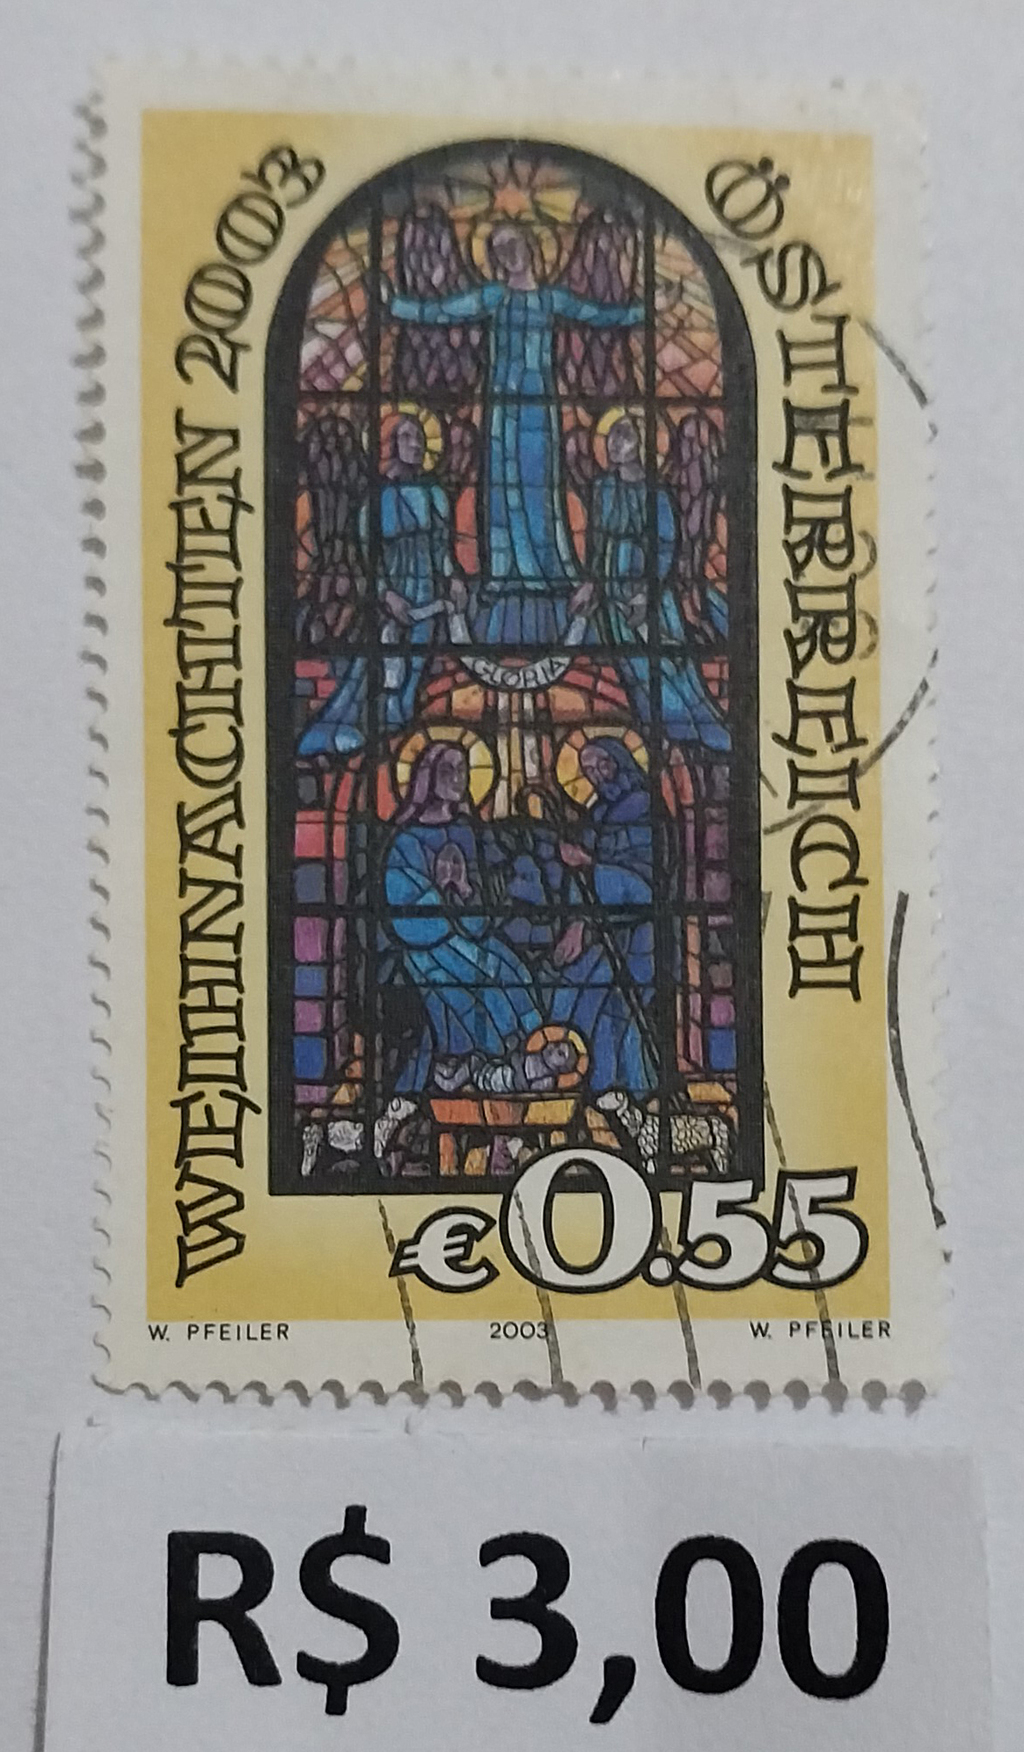 WEIHNACHTEN 2003
ÖSTERREICH
GLORIA
€0.55
W. PFEILER 2003 W. PFEILER
R$ 3,00